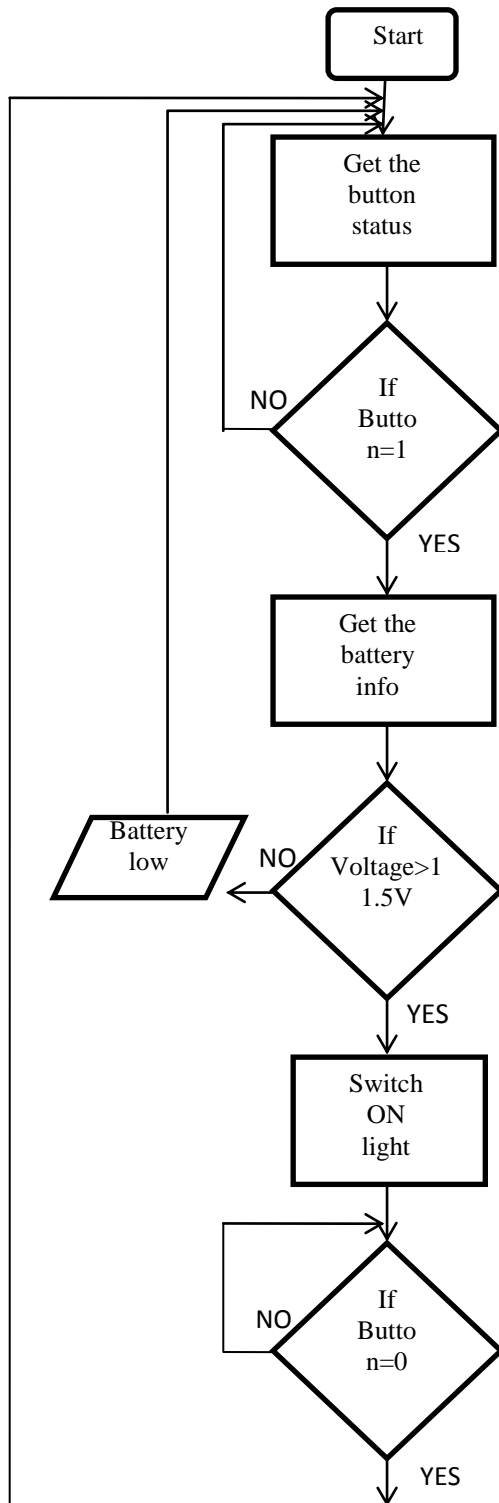 Start
Get the
button
status
If
Butto
n=1
NO
YES
Get the
battery
info
If
Voltage>1
1.5V
NO
Battery
low
YES
Switch
ON
light
If
Butto
n=0
NO
YES